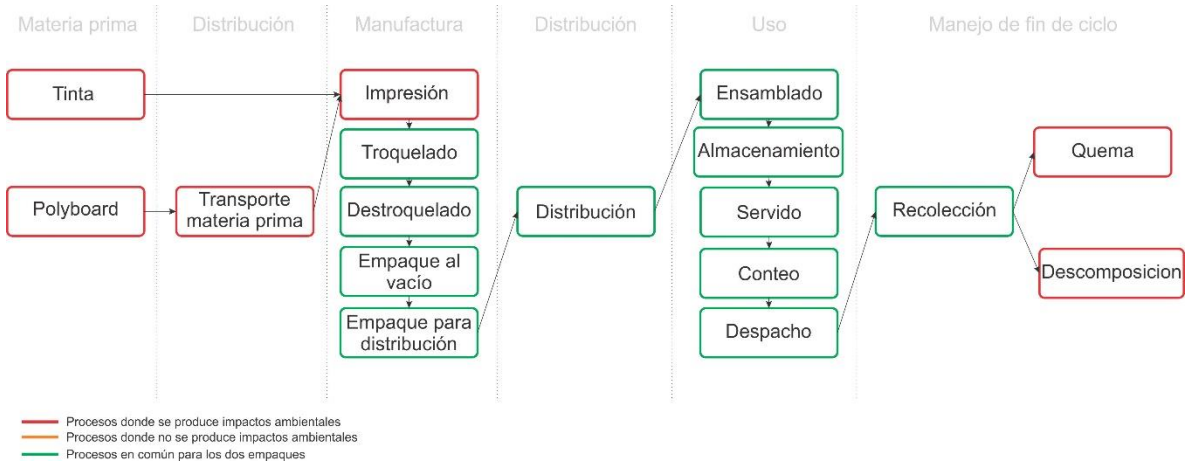 Materia prima
Distribución
Manufactura
Distribución
Uso
Manejo de fin de ciclo
Tinta
Polyboard
Transporte
materia prima
Impresión
Troquelado
Destroquelado
Empaque al
vacío
Empaque para
distribución
Distribución
Ensamblado
Almacenamiento
Servido
Conteo
Despacho
Recolección
Quema
Descomposicion
Procesos donde se produce impactos ambientales
Procesos donde no se produce impactos ambientales
Procesos en común para los dos empaques